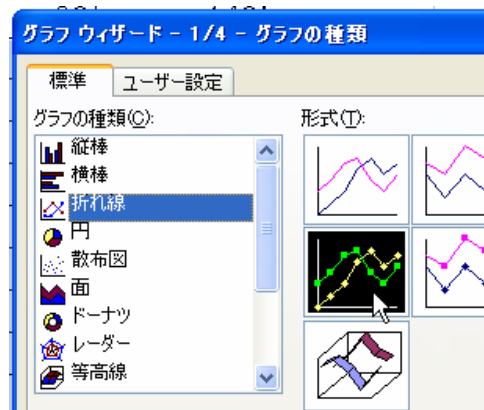 グラフ ウィザード - 1/4 - グラフの種類
標準 ユーザー設定
グラフの種類(C):
形式(T):
縦棒
横棒
折れ線
円
散布図
面
ドーナツ
レーダー
等高線